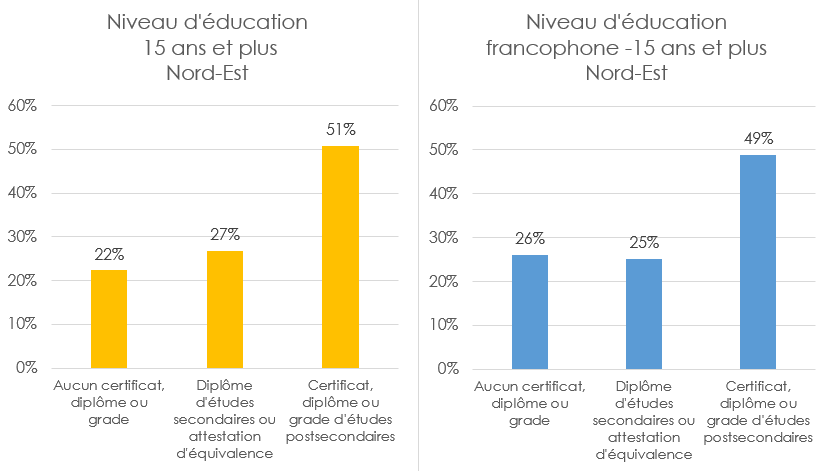 Niveau d'éducation
15 ans et plus
Nord-Est
60%
50%
40%
30%
20%
10%
0%
22%
27%
51%
Aucun certificat,
diplôme ou
grade
Diplôme
d'études
secondaires ou
attestation
d'équivalence
Certificat,
diplôme ou
grade d'études
postsecondaires
Niveau d'éducation
francophone -15 ans et plus
Nord-Est
60%
50%
40%
30%
20%
10%
0%
26%
25%
49%
Aucun certificat,
diplôme ou
grade
Diplôme
d'études
secondaires ou
attestation
d'équivalence
Certificat,
diplôme ou
grade d'études
postsecondaires